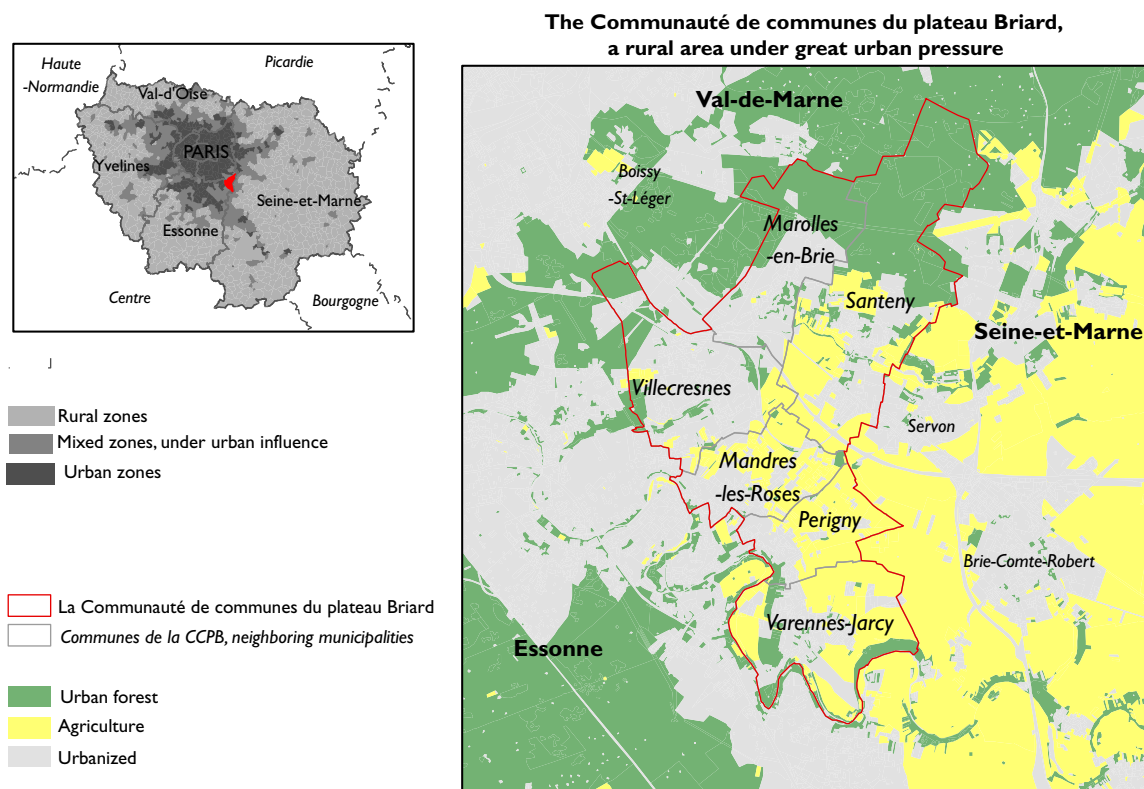 The Communauté de communes du plateau Briard,
a rural area under great urban pressure
Haute
-Normandie
Picardie
Val-d'Oise
PARIS
Yvelines
Seine-et-Marne
Essonne
Centre
Bourgogne
Rural zones
Mixed zones, under urban influence
Urban zones
La Communauté de communes du plateau Briard
Communes de la CCPB, neighboring municipalities
Urban forest
Agriculture
Urbanized
Val-de-Marne
Boissy
-St-Léger
Marolles
-en-Brie
Santeny
Seine-et-Marne
Villecresnes
Servon
Mandres
-les-Roses
Perigny
Brie-Comte-Robert
Varennes-Jarcy
Essonne